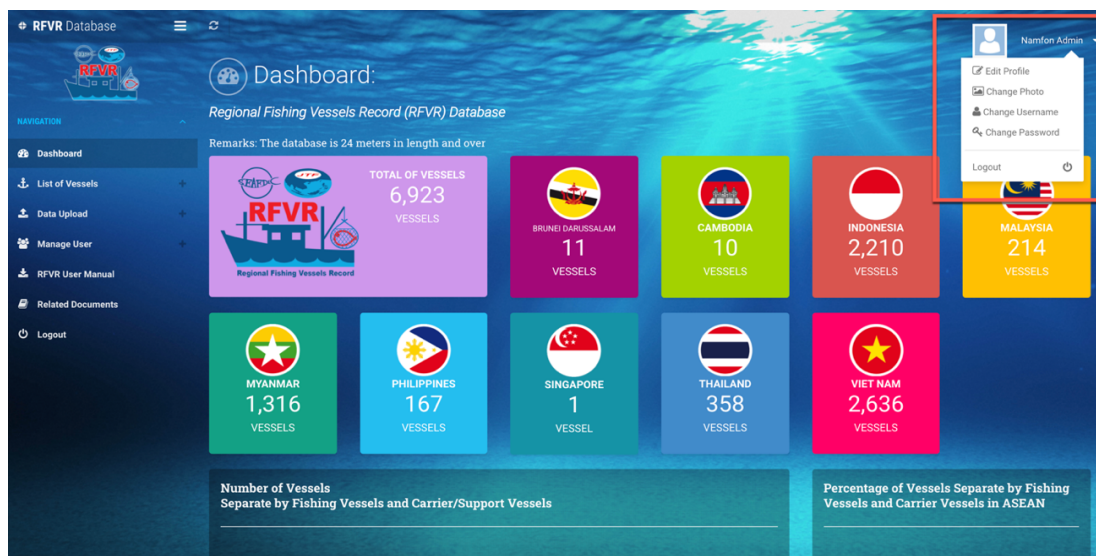 RFVR Database
Namfon Admin
Edit Profile
Change Photo
Change Username
Change Password
Logout
SEAFDEC
RFVR
NAVIGATION
Dashboard
List of Vessels
Data Upload
Manage User
RFVR User Manual
Related Documents
Logout
Dashboard:
Regional Fishing Vessels Record (RFVR) Database
Remarks: The database is 24 meters in length and over
SEAFDEC
JTF
RFVR
Regional Fishing Vessels Record
TOTAL OF VESSELS
6,923
VESSELS
BRUNEI DARUSSALAM
11
VESSELS
CAMBODIA
10
VESSELS
INDONESIA
2,210
VESSELS
MALAYSIA
214
VESSELS
MYANMAR
1,316
VESSELS
PHILIPPINES
167
VESSELS
SINGAPORE
1
VESSEL
THAILAND
358
VESSELS
VIET NAM
2,636
VESSELS
Number of Vessels
Separate by Fishing Vessels and Carrier/Support Vessels
Percentage of Vessels Separate by Fishing
Vessels and Carrier Vessels in ASEAN